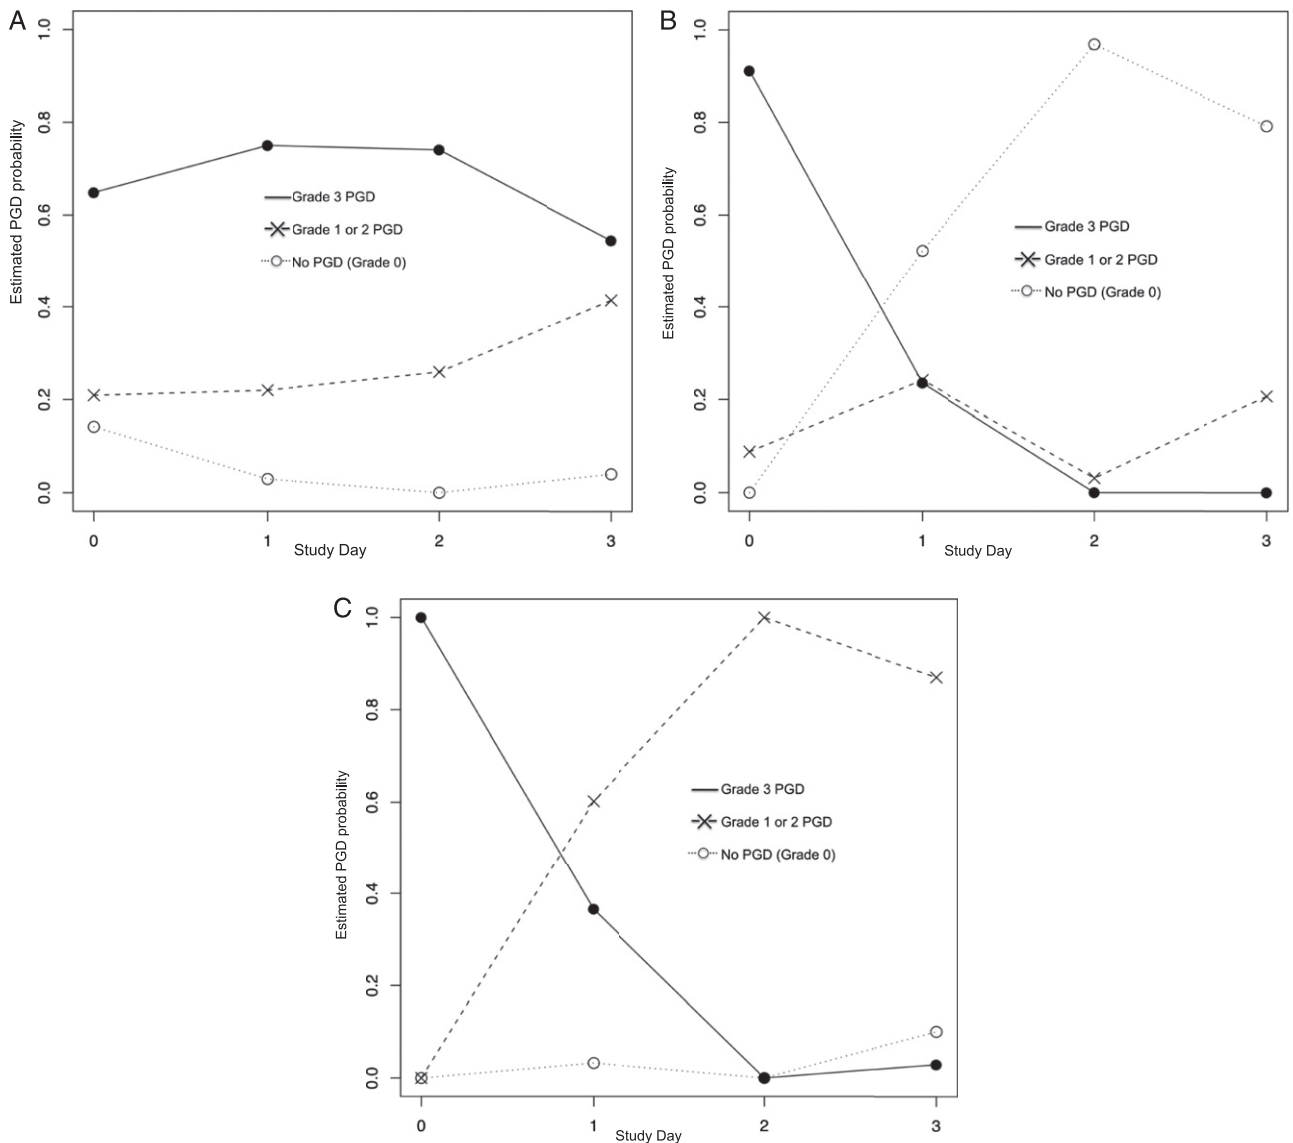 A
Estimated PGD probability
1.0
0.8
0.6
0.4
0.2
0.0
Grade 3 PGD
Grade 1 or 2 PGD
No PGD (Grade 0)
0 1 2 3
Study Day
B
Estimated PGD probability
1.0
0.8
0.6
0.4
0.2
0.0
Grade 3 PGD
Grade 1 or 2 PGD
No PGD (Grade 0)
0 1 2 3
Study Day
C
Estimated PGD probability
1.0
0.8
0.6
0.4
0.2
0.0
Grade 3 PGD
Grade 1 or 2 PGD
No PGD (Grade 0)
0 1 2 3
Study Day